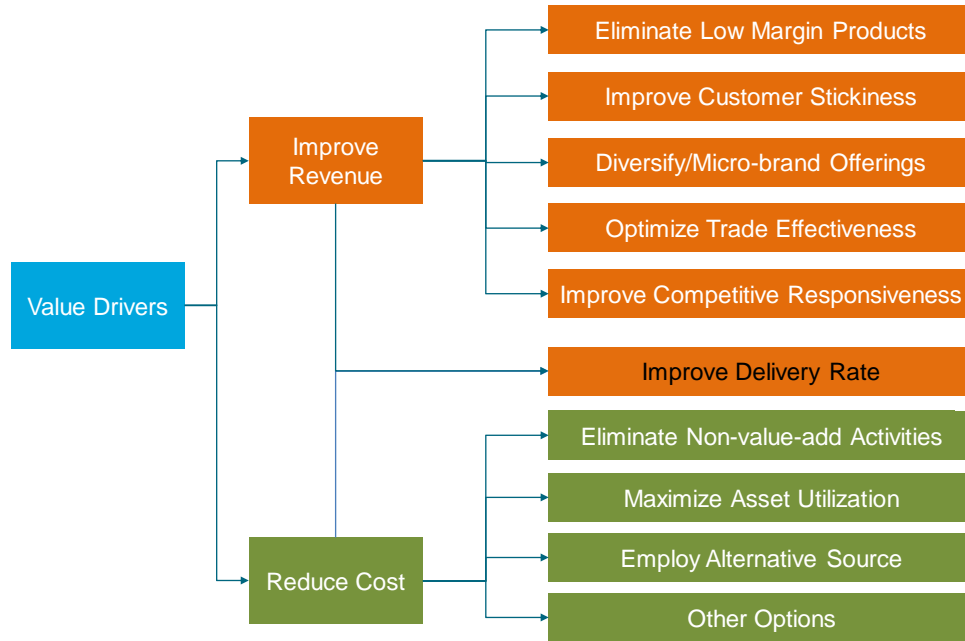 Value Drivers
Improve
Revenue
Eliminate Low Margin Products
Improve Customer Stickiness
Diversify/Micro-brand Offerings
Optimize Trade Effectiveness
Improve Competitive Responsiveness
Improve Delivery Rate
Reduce Cost
Eliminate Non-value-add Activities
Maximize Asset Utilization
Employ Alternative Source
Other Options